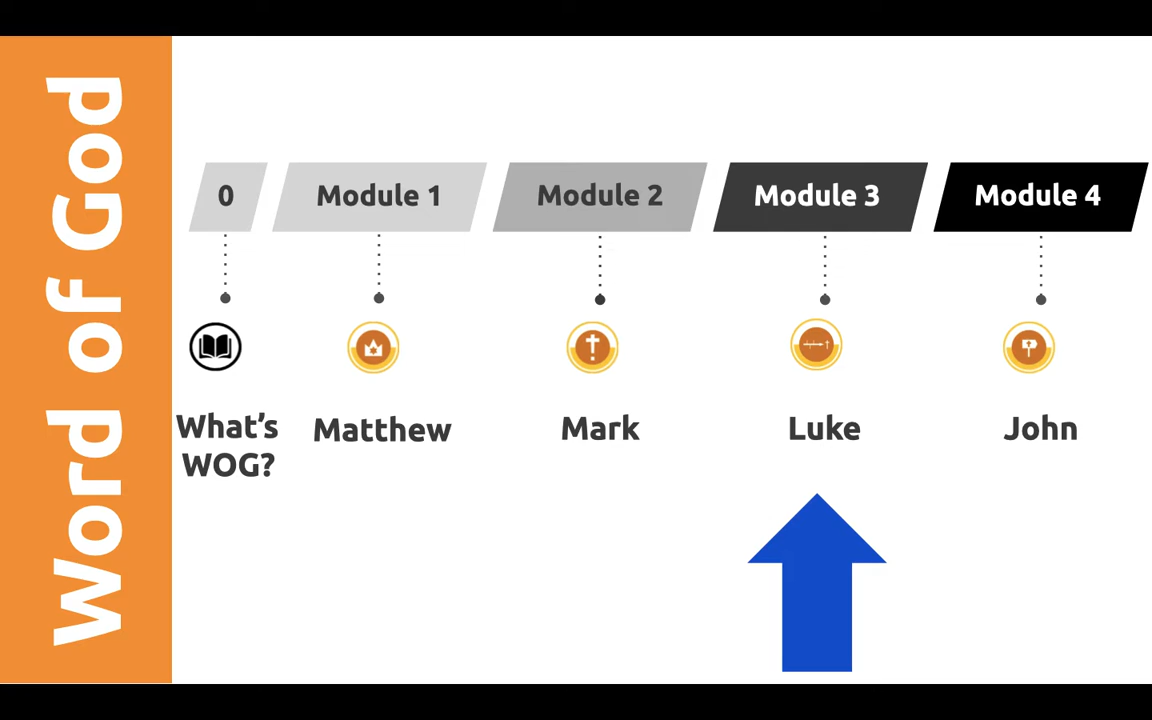 Word of God
0
Module 1
Module 2
Module 3
Module 4
What's
WOG?
Matthew
Mark
Luke
John